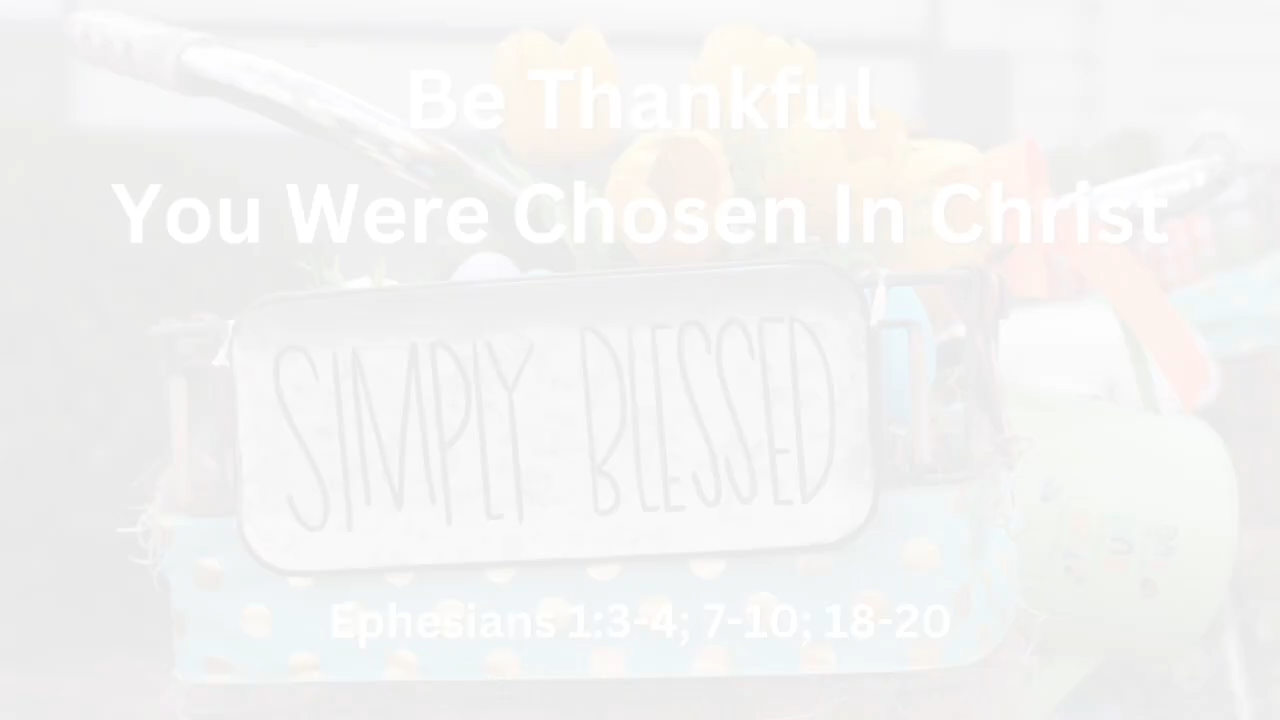 Be Thankful
You Were Chosen In Christ
SIMPLY BLESSED
Ephesians 1:3-4; 7-10; 18-20